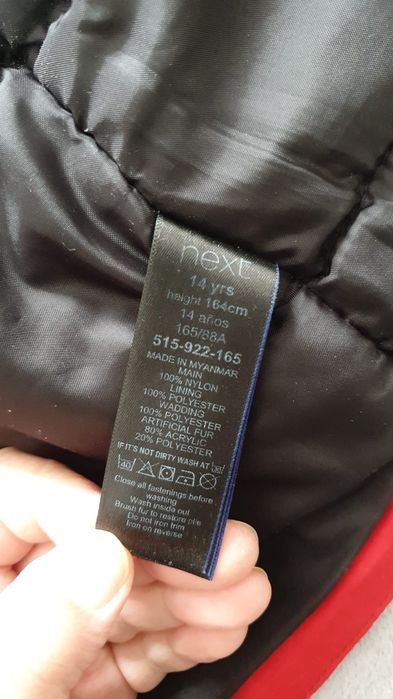 next
14 yrs
height 164cm
14 años
165/88A
515-922-165
MADE IN MYANMAR
MAIN
100% NYLON
LINING
100% POLYESTER
WADDING
100% POLYESTER
ARTIFICIAL FUR
80% ACRYLIC
20% POLYESTER
IF IT'S NOT DIRTY WASH AT 30°
40
Close all fastenings before
washing
Wash inside out
Brush fur to restore pile
Do not iron trim
Iron on reverse